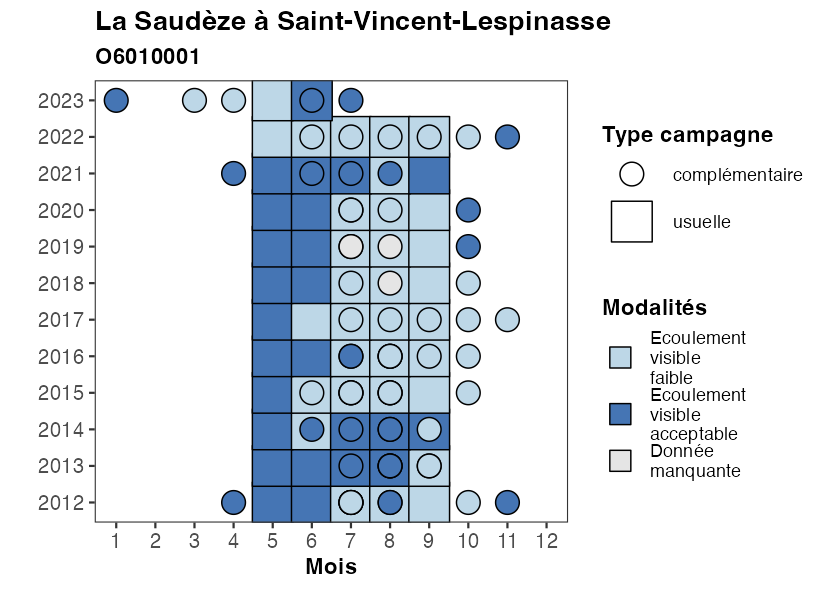 La Saudèze à Saint-Vincent-Lespinasse
O6010001
2023
2022
2021
2020
2019
2018
2017
2016
2015
2014
2013
2012
1 2 3 4 5 6 7 8 9 10 11 12
Mois
Type campagne
complémentaire
usuelle
Modalités
Ecoulement
visible
faible
Ecoulement
visible
acceptable
Donnée
manquante